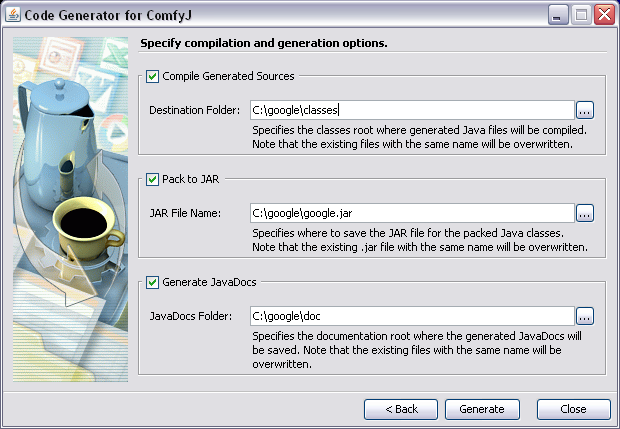 Code Generator for ComfyJ
Specify compilation and generation options.
Compile Generated Sources
Destination Folder: C:\google\classes ...
Specifies the classes root where generated Java files will be compiled.
Note that the existing files with the same name will be overwritten.
Pack to JAR
JAR File Name: C:\google\google.jar ...
Specifies where to save the JAR file for the packed Java classes.
Note that the existing .jar file with the same name will be overwritten.
Generate JavaDocs
JavaDocs Folder: C:\google\doc ...
Specifies the documentation root where the generated JavaDocs will
be saved. Note that the existing files with the same name will be
overwritten.
< Back Generate Close